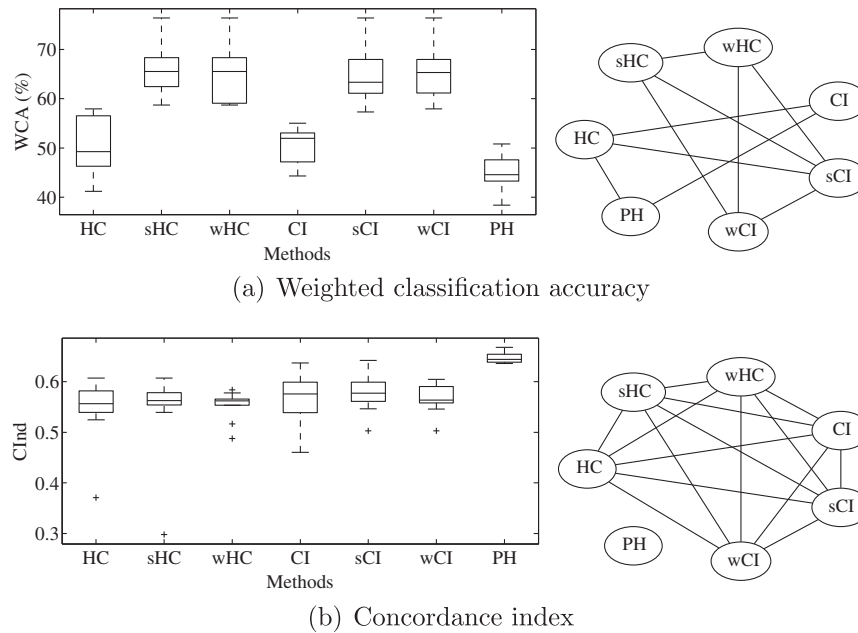 WCA (%)
70
60
50
40
HC sHC wHC CI sCI wCI PH
Methods
sHC
wHC
CI
HC
sCI
PH
wCI
(a) Weighted classification accuracy
CInd
0.6
0.5
0.4
0.3
HC sHC wHC CI sCI wCI PH
Methods
sHC
wHC
CI
HC
sCI
PH
wCI
(b) Concordance index